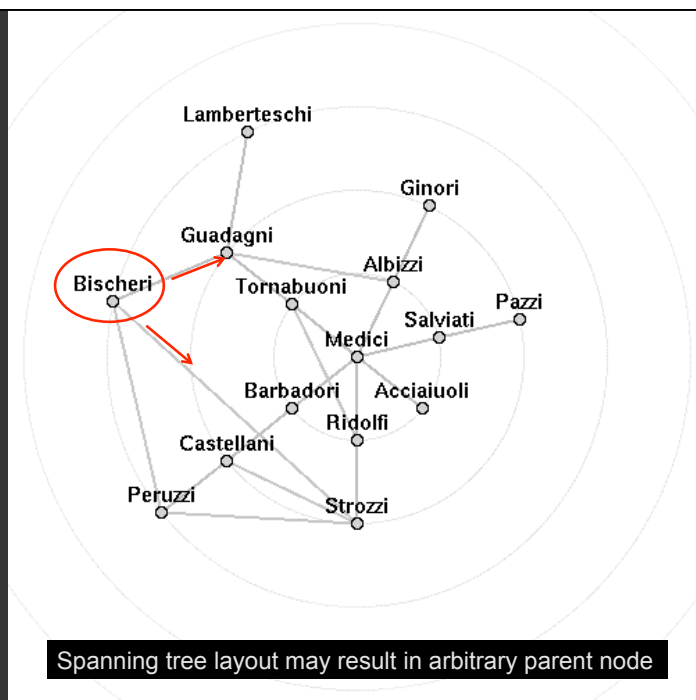 Lamberteschi
Ginori
Guadagni
Albizzi
Bischeri
Tornabuoni
Pazzi
Salviati
Medici
Barbadori
Acciaiuoli
Ridolfi
Castellani
Peruzzi
Strozzi
Spanning tree layout may result in arbitrary parent node